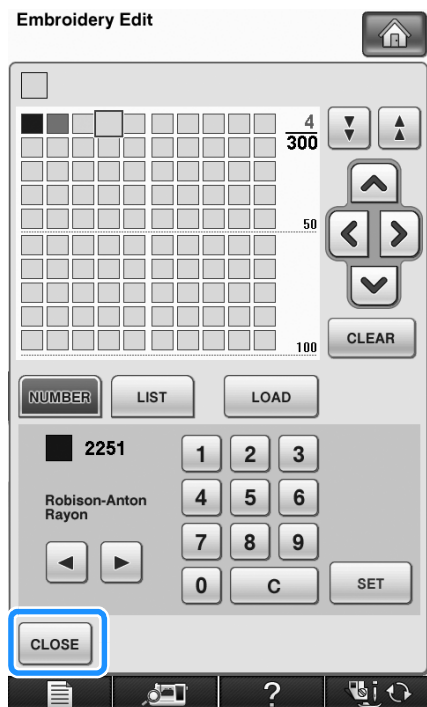 Embroidery Edit
4
300
50
100
CLEAR
NUMBER LIST LOAD
2251
Robison-Anton
Rayon
1 2 3
4 5 6
7 8 9
0 C SET
CLOSE
?